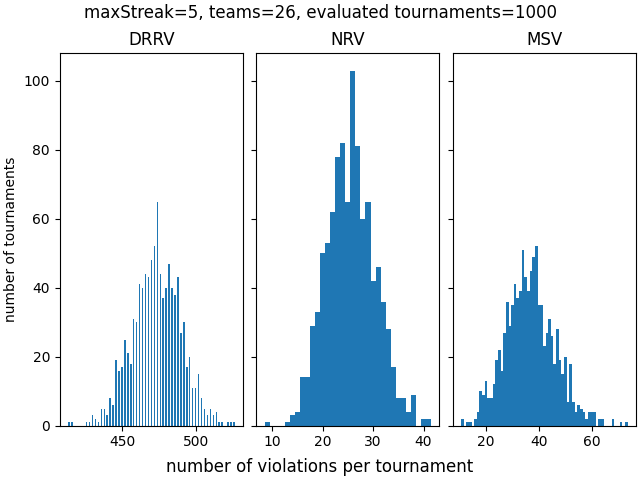 maxStreak=5, teams=26, evaluated tournaments=1000
DRRV NRV MSV
number of tournaments
100
80
60
40
20
0
450 500
10 20 30 40
20 40 60
number of violations per tournament